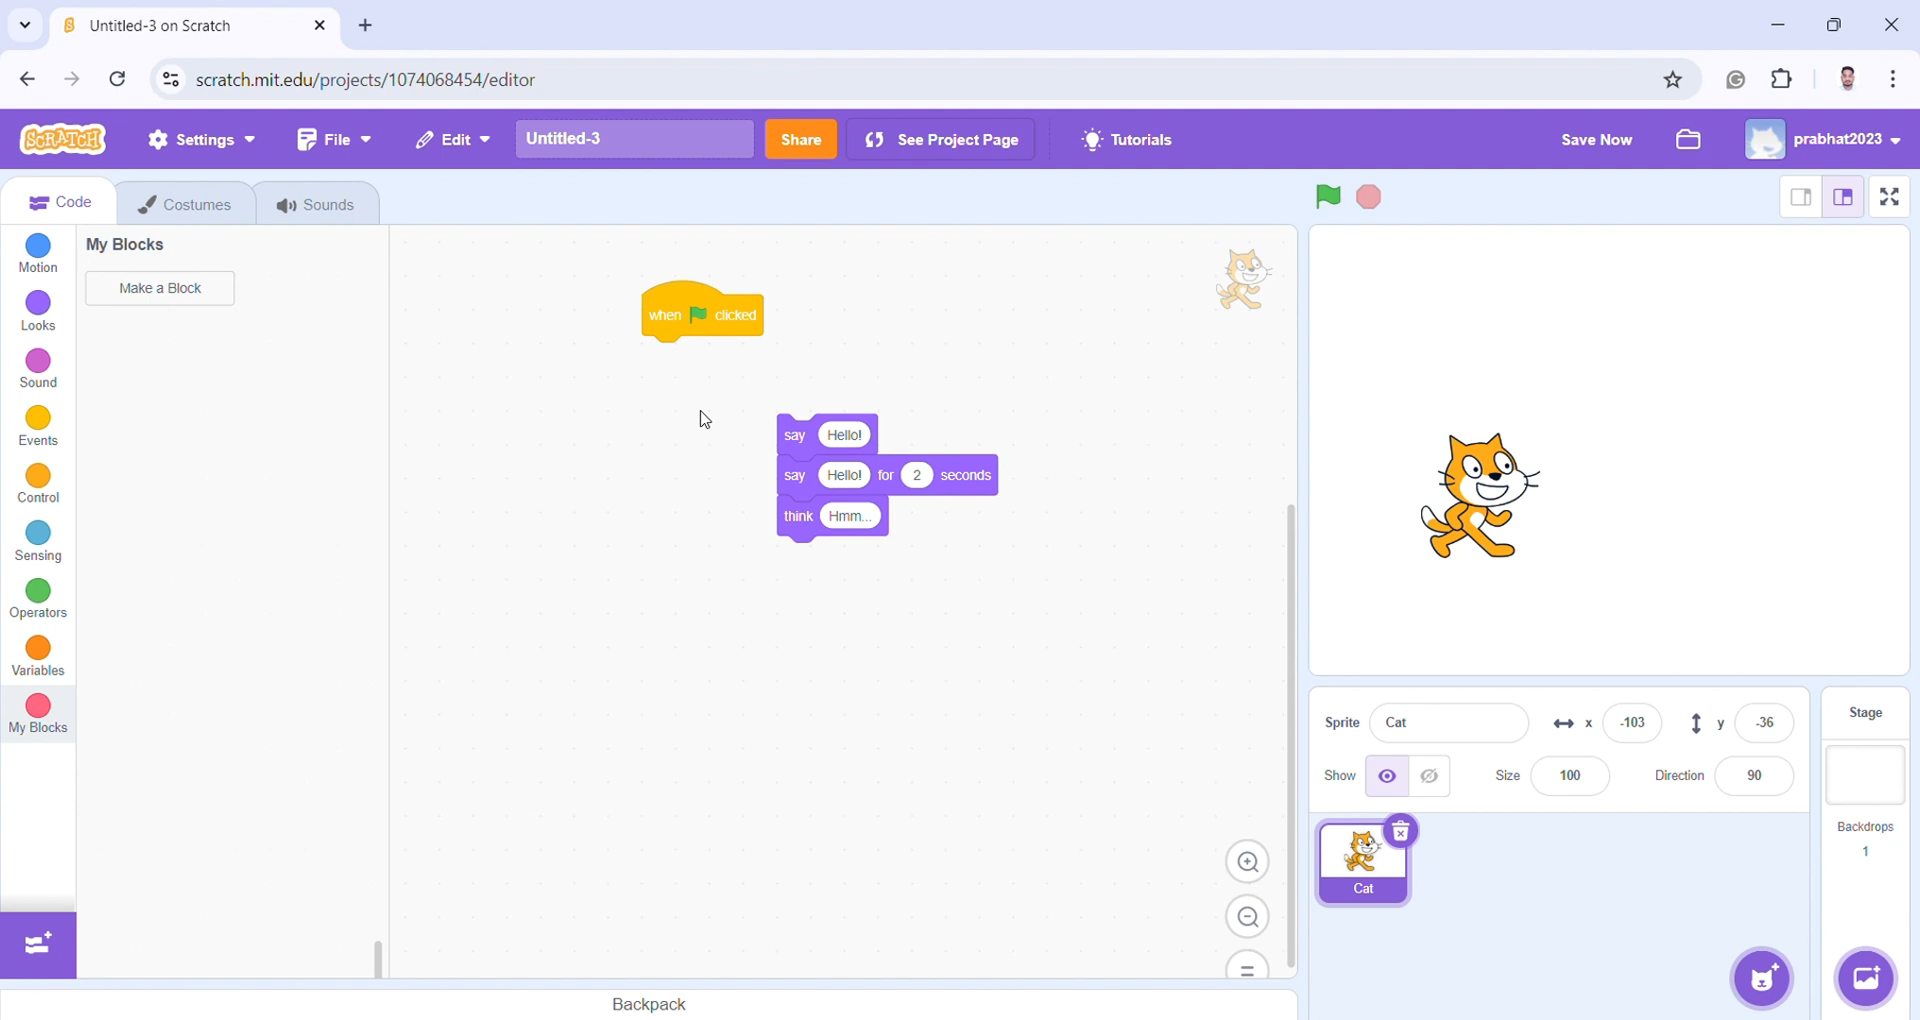 Untitled-3 on Scratch
scratch.mit.edu/projects/1074068454/editor
SCRATCH Settings File Edit Untitled-3 Share See Project Page Tutorials Save Now prabhat2023
Code Costumes Sounds
Motion
Looks
Sound
Events
Control
Sensing
Operators
Variables
My Blocks
My Blocks
Make a Block
when clicked
say Hello!
say Hello! for 2 seconds
think Hmm...
Backpack
Sprite Cat x -103 y -36
Show Size 100 Direction 90
Cat
Stage
Backdrops
1